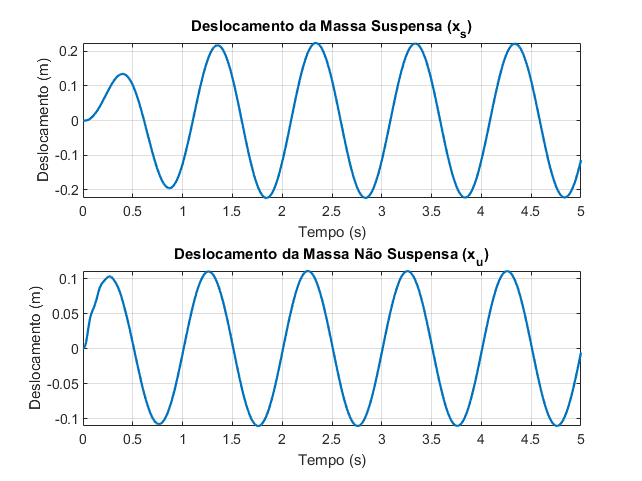 Deslocamento da Massa Suspensa (x_s)
Deslocamento (m)
0.2
0.1
0
-0.1
-0.2
0 0.5 1 1.5 2 2.5 3 3.5 4 4.5 5
Tempo (s)
Deslocamento da Massa Não Suspensa (x_u)
Deslocamento (m)
0.1
0.05
0
-0.05
-0.1
0 0.5 1 1.5 2 2.5 3 3.5 4 4.5 5
Tempo (s)